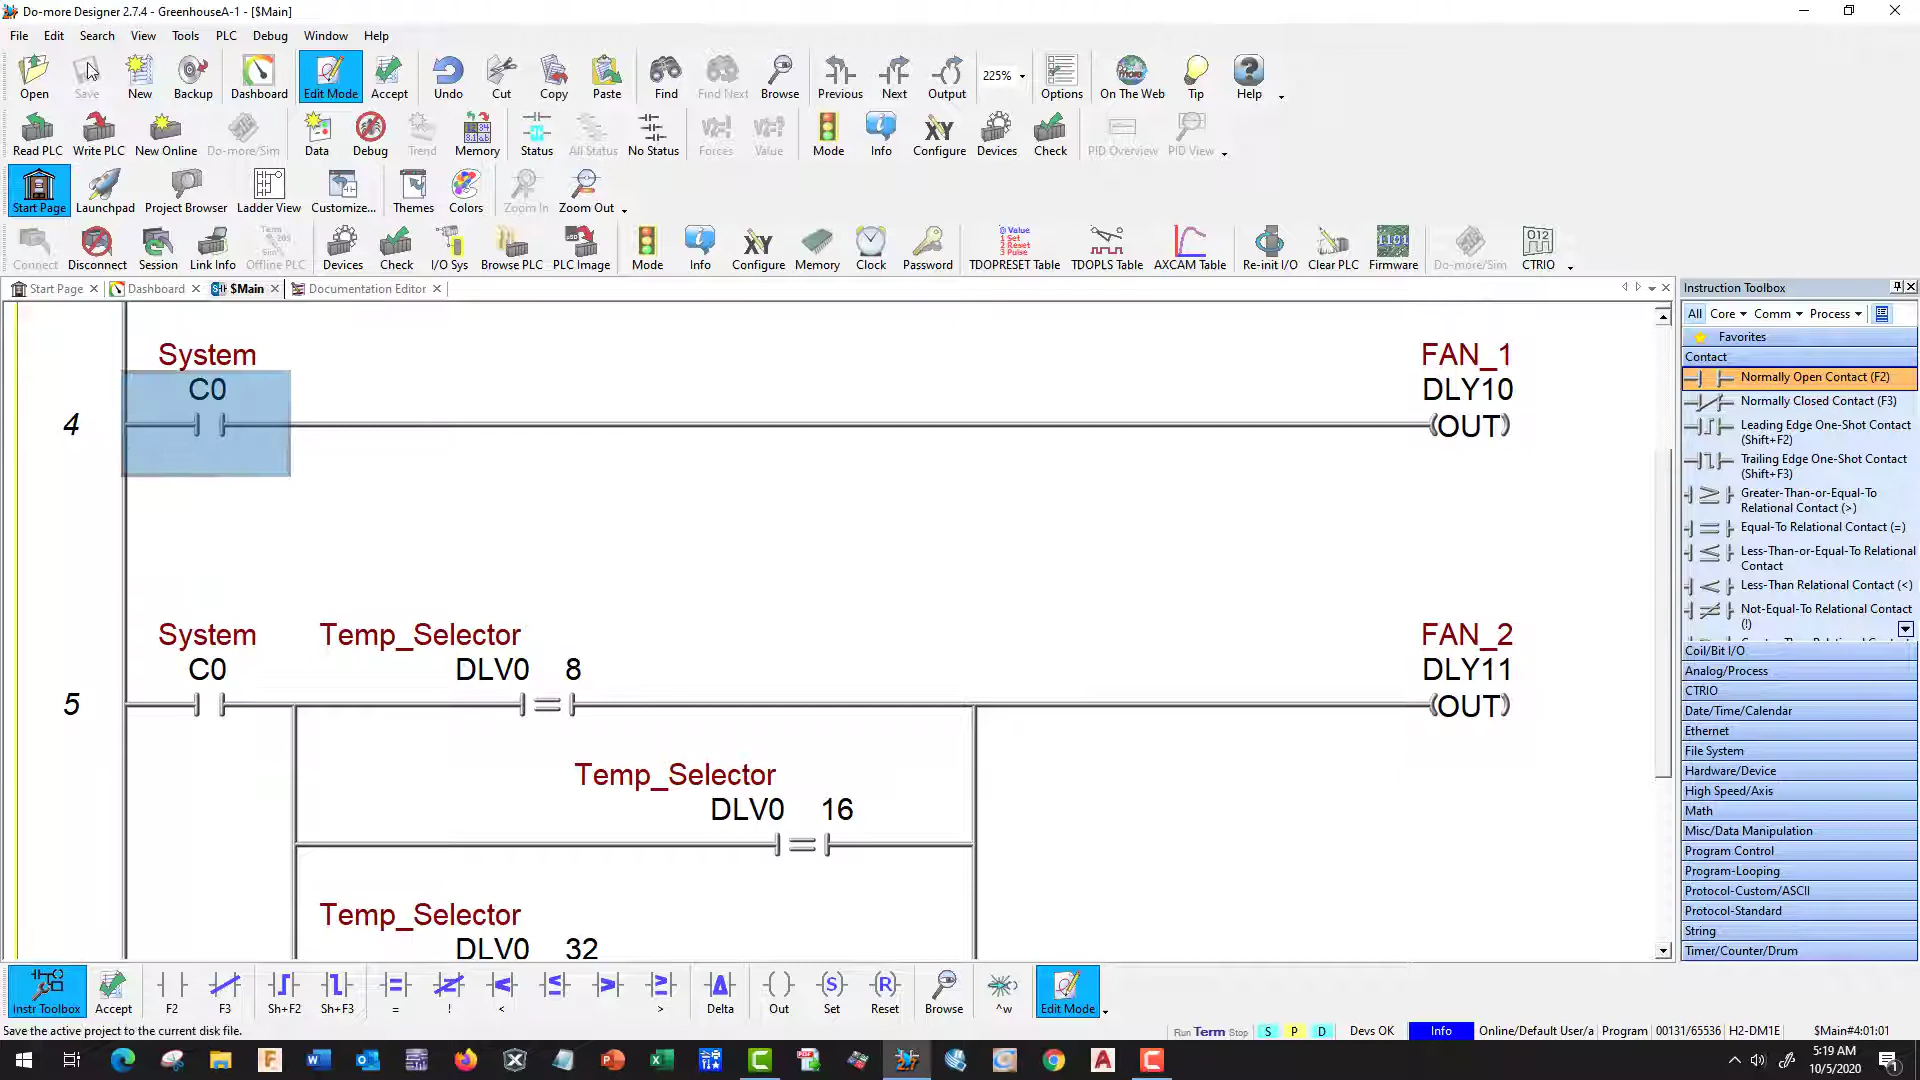 Do-more Designer 2.7.4 - GreenhouseA-1 - [$Main]
File Edit Search View Tools PLC Debug Window Help
Open Save New Backup Dashboard Edit Mode Accept Undo Cut Copy Paste Find Find Next Browse Previous Next Output 225% Options On The Web Tip Help
Read PLC Write PLC New Online Do-more/Sim Data Debug Trend Memory Status All Status No Status Forces Value Mode Info Configure Devices Check PID Overview PID View
Start Page Launchpad Project Browser Ladder View Customize... Themes Colors Zoom In Zoom Out
Connect Disconnect Session Link Info Offline PLC Devices Check I/O Sys Browse PLC PLC Image Mode Info Configure Memory Clock Password TDOPRESET Table TDOPLS Table AXCAM Table Re-init I/O Clear PLC Firmware Do-more/Sim CTRIO
Start Page Dashboard $Main Documentation Editor
Instruction Toolbox
All Core Comm Process
Favorites
Contact
Normally Open Contact (F2)
Normally Closed Contact (F3)
Leading Edge One-Shot Contact
(Shift+F2)
Trailing Edge One-Shot Contact
(Shift+F3)
Greater-Than-or-Equal-To
Relational Contact (>)
Equal-To Relational Contact (=)
Less-Than-or-Equal-To Relational
Contact
Less-Than Relational Contact (<)
Not-Equal-To Relational Contact
(!)
Coil/Bit I/O
Analog/Process
CTRIO
Date/Time/Calendar
Ethernet
File System
Hardware/Device
High Speed/Axis
Math
Misc/Data Manipulation
Program Control
Program-Looping
Protocol-Custom/ASCII
Protocol-Standard
String
Timer/Counter/Drum
System FAN_1
C0 DLY10
4 (OUT)
System Temp_Selector FAN_2
C0 DLV0 8 DLY11
5 (OUT)
Temp_Selector
DLV0 16
Temp_Selector
DLV0 32
Instr Toolbox Accept F2 F3 Sh+F2 Sh+F3 = ! < > Delta Out Set Reset Browse ^w Edit Mode
Save the active project to the current disk file.
Run Term Stop S P D Devs OK Info Online/Default User/a Program 00131/65536 H2-DM1E $Main#4:01:01
5:19 AM
10/5/2020